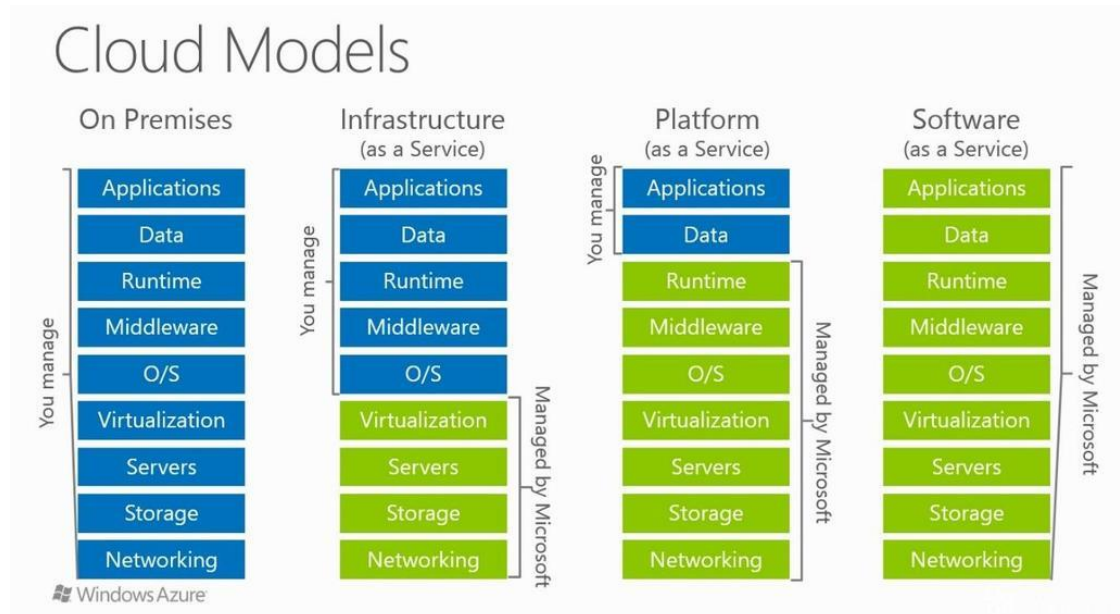 Cloud Models
On Premises
You manage
Applications
Data
Runtime
Middleware
O/S
Virtualization
Servers
Storage
Networking
Infrastructure
(as a Service)
You manage
Applications
Data
Runtime
Middleware
O/S
Virtualization
Servers
Storage
Networking
Managed by Microsoft
Platform
(as a Service)
You manage
Applications
Data
Runtime
Middleware
O/S
Virtualization
Servers
Storage
Networking
Managed by Microsoft
Software
(as a Service)
Applications
Data
Runtime
Middleware
O/S
Virtualization
Servers
Storage
Networking
Managed by Microsoft
Windows Azure